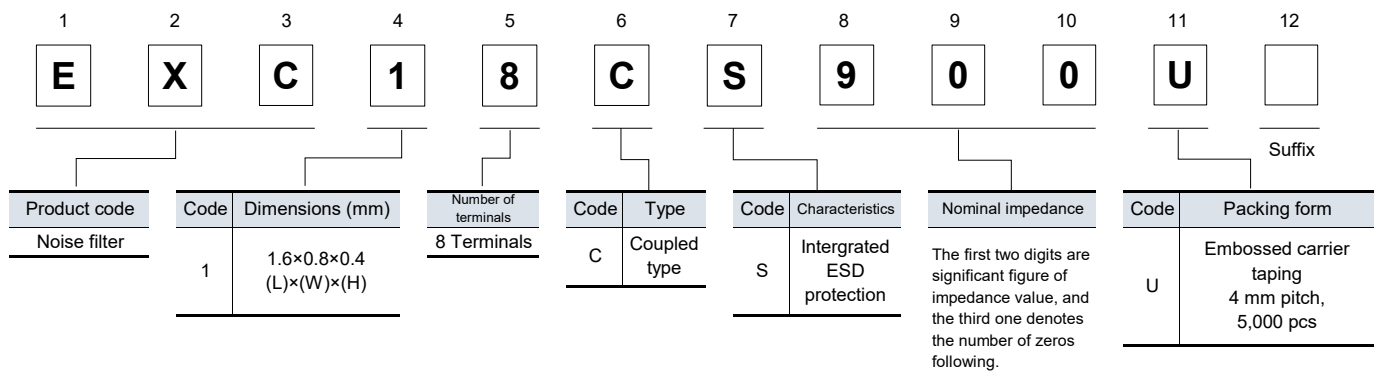 1 2 3 4 5 6 7 8 9 10 11 12
E X C 1 8 C S 9 0 0 U
Suffix
Product code
Noise filter
Code Dimensions (mm)
1
1.6×0.8×0.4
(L)×(W)×(H)
Number of
terminals
8 Terminals
Code Type
C
Coupled
type
Code Characteristics
S
Intergrated
ESD
protection
Nominal impedance
The first two digits are
significant figure of
impedance value, and
the third one denotes
the number of zeros
following.
Code Packing form
U
Embossed carrier
taping
4 mm pitch,
5,000 pcs